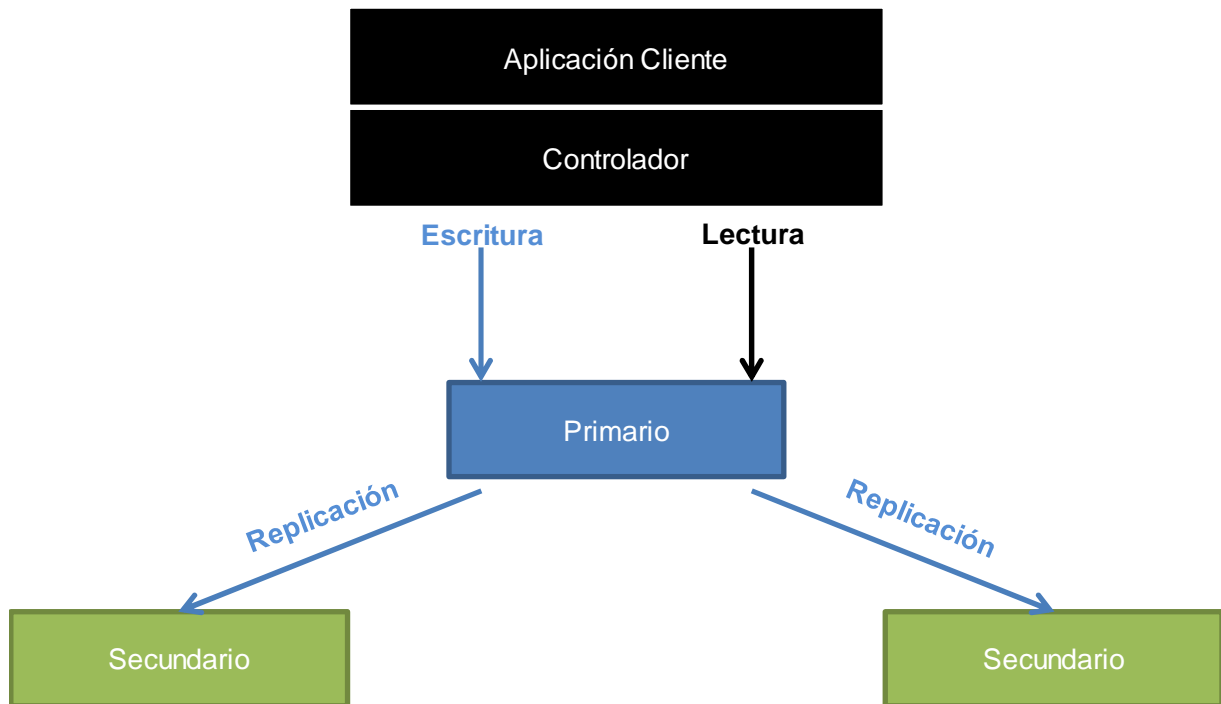 Aplicación Cliente
Controlador
Escritura
Lectura
Primario
Replicación
Replicación
Secundario
Secundario